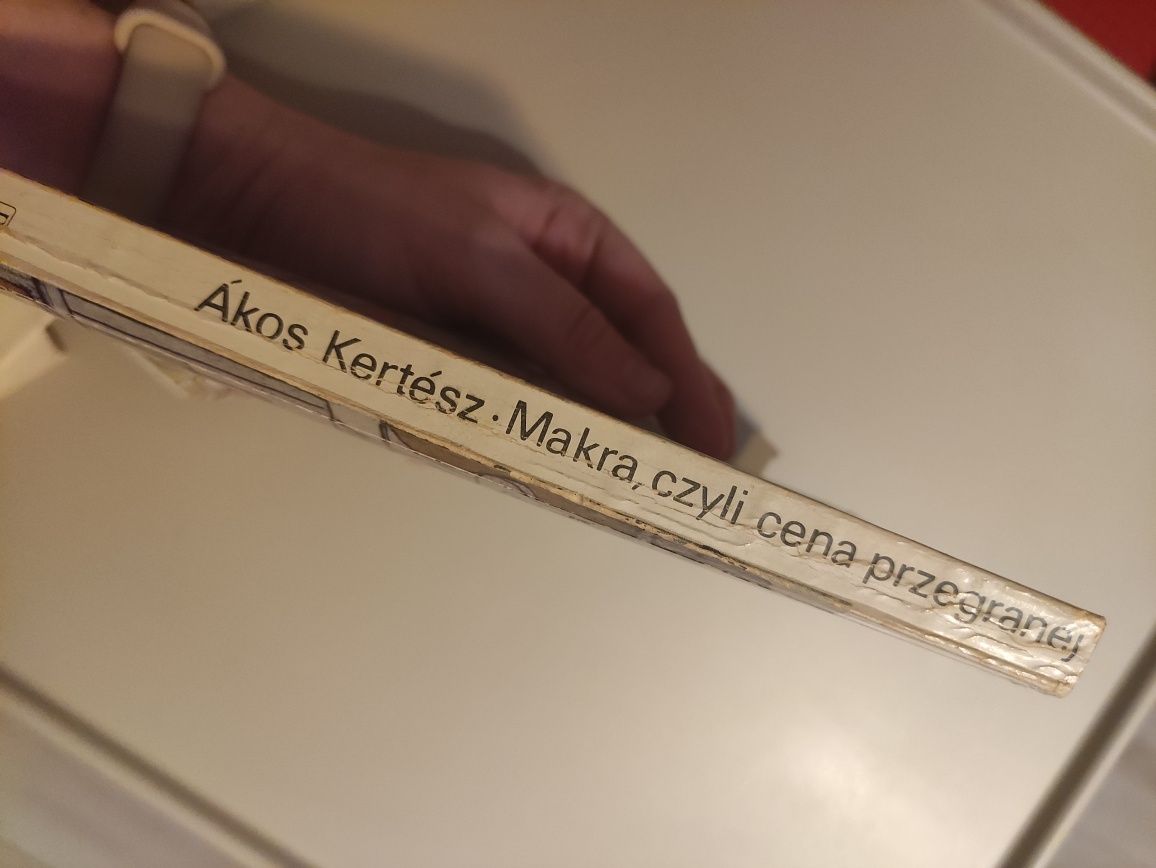 Ákos Kertész · Makra, czyli cena przegranej